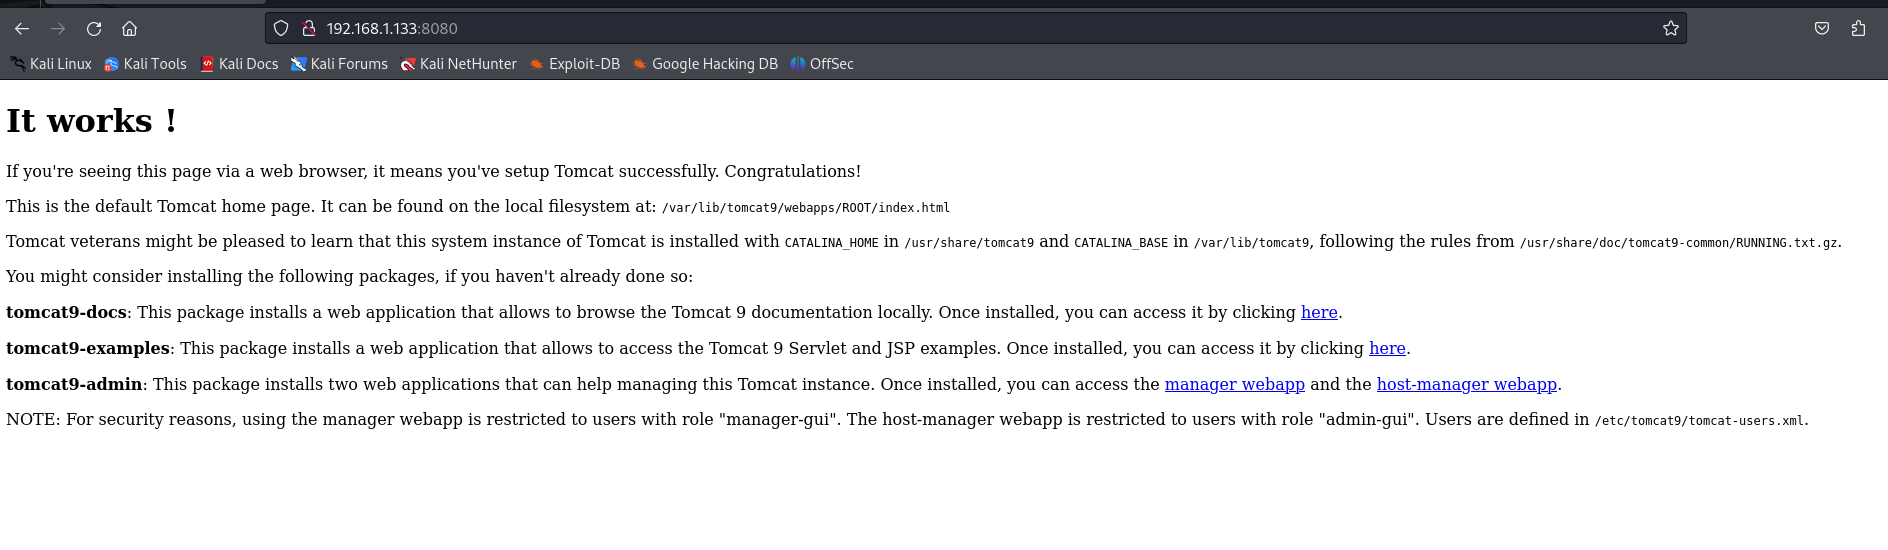 192.168.1.133:8080
Kali Linux Kali Tools Kali Docs Kali Forums Kali NetHunter Exploit-DB Google Hacking DB OffSec
It works !
If you're seeing this page via a web browser, it means you've setup Tomcat successfully. Congratulations!
This is the default Tomcat home page. It can be found on the local filesystem at: /var/lib/tomcat9/webapps/ROOT/index.html
Tomcat veterans might be pleased to learn that this system instance of Tomcat is installed with CATALINA_HOME in /usr/share/tomcat9 and CATALINA_BASE in /var/lib/tomcat9, following the rules from /usr/share/doc/tomcat9-common/RUNNING.txt.gz.
You might consider installing the following packages, if you haven't already done so:
tomcat9-docs: This package installs a web application that allows to browse the Tomcat 9 documentation locally. Once installed, you can access it by clicking here.
tomcat9-examples: This package installs a web application that allows to access the Tomcat 9 Servlet and JSP examples. Once installed, you can access it by clicking here.
tomcat9-admin: This package installs two web applications that can help managing this Tomcat instance. Once installed, you can access the manager webapp and the host-manager webapp.
NOTE: For security reasons, using the manager webapp is restricted to users with role "manager-gui". The host-manager webapp is restricted to users with role "admin-gui". Users are defined in /etc/tomcat9/tomcat-users.xml.